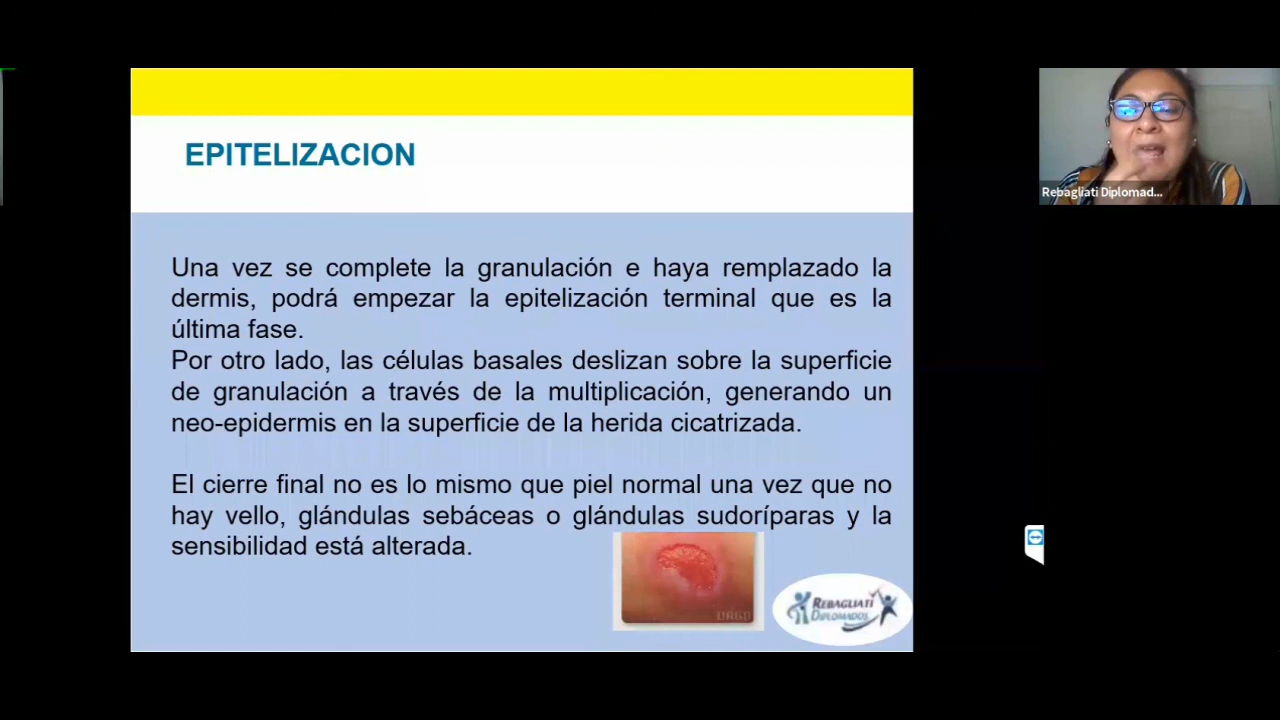 EPITELIZACION
Una vez se complete la granulación e haya remplazado la
dermis, podrá empezar la epitelización terminal que es la
última fase.
Por otro lado, las células basales deslizan sobre la superficie
de granulación a través de la multiplicación, generando un
neo-epidermis en la superficie de la herida cicatrizada.
El cierre final no es lo mismo que piel normal una vez que no
hay vello, glándulas sebáceas o glándulas sudoríparas y la
sensibilidad está alterada.
URGO
REBAGLIATI
DIPLOMADOS
Rebagliati Diplomad...